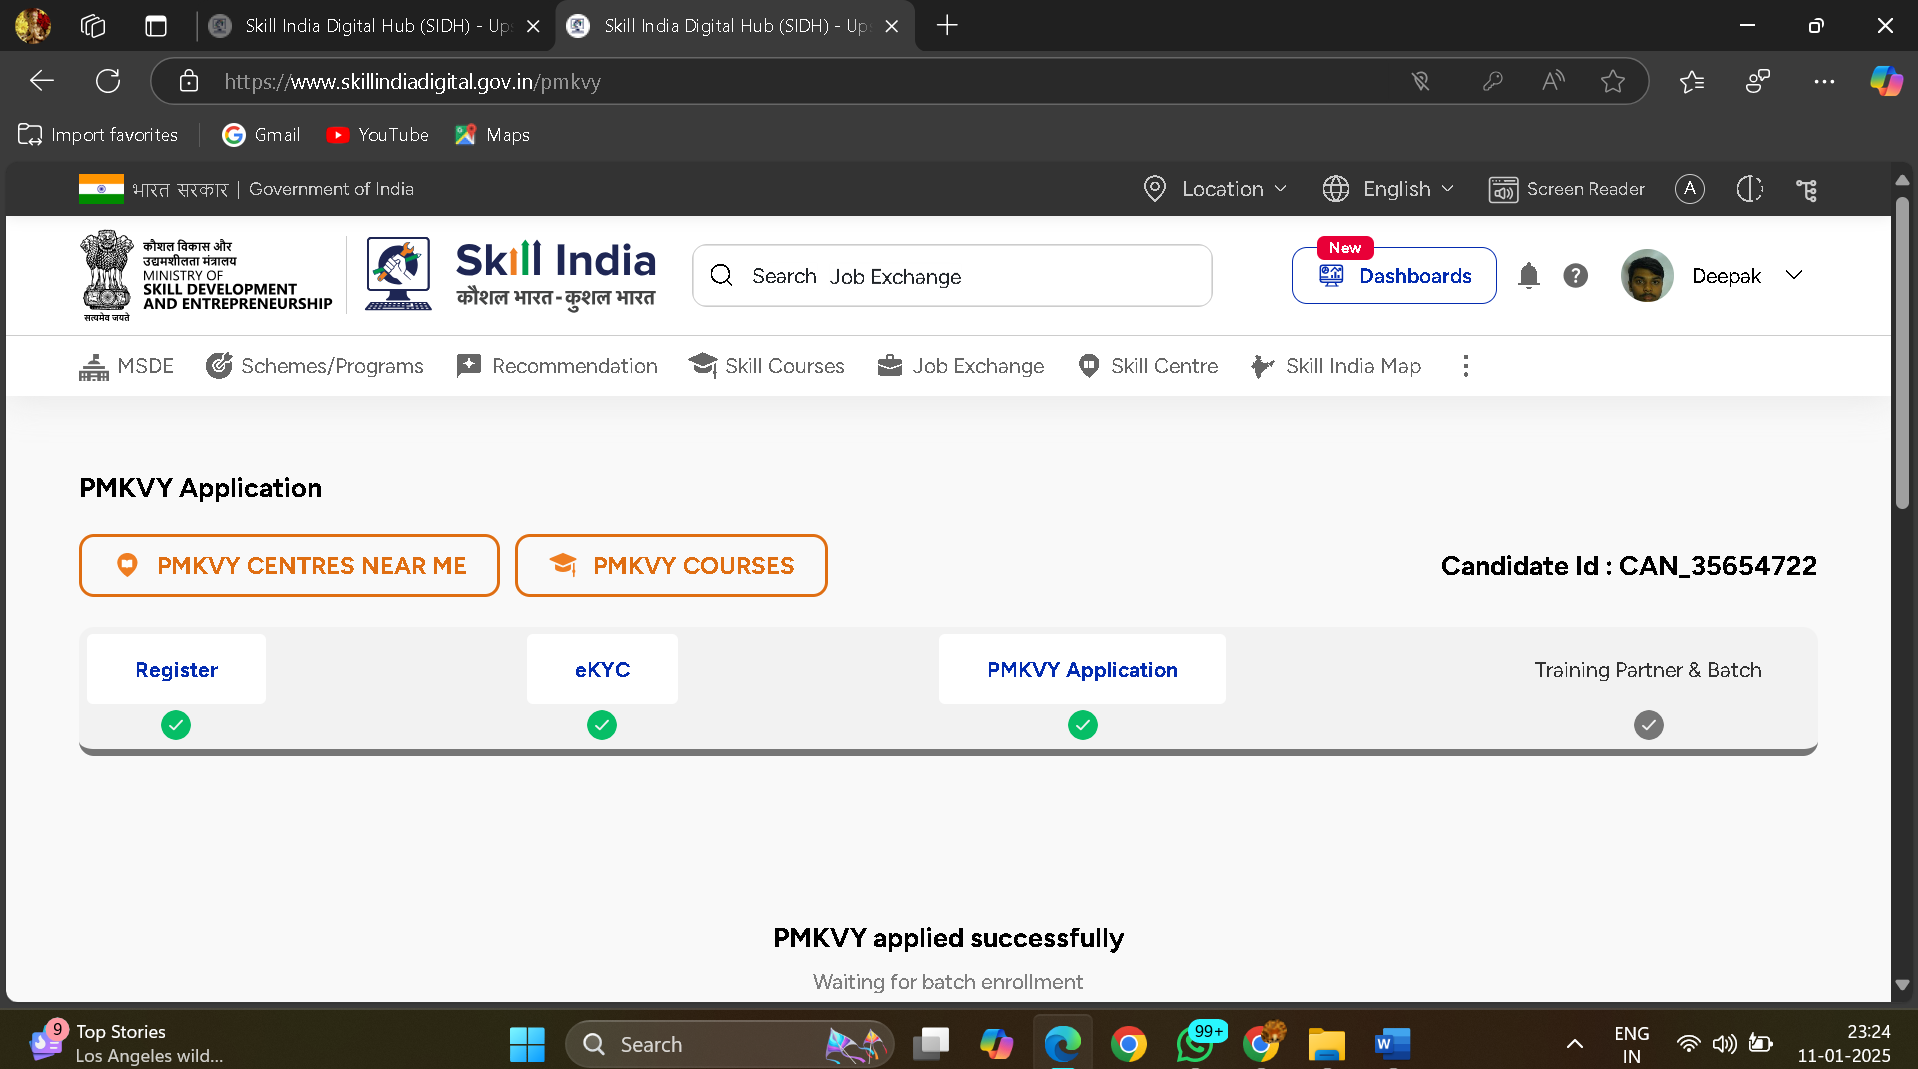 Skill India Digital Hub (SIDH) - Ups
Skill India Digital Hub (SIDH) - Ups
https://www.skillindiadigital.gov.in/pmkvy
Import favorites
Gmail
YouTube
Maps
भारत सरकार | Government of India
Location
English
Screen Reader
A
कौशल विकास और
उद्यमशीलता मंत्रालय
MINISTRY OF
SKILL DEVELOPMENT
AND ENTREPRENEURSHIP
सत्यमेव जयते
Skill India
कौशल भारत-कुशल भारत
Search Job Exchange
New
Dashboards
?
Deepak
MSDE
Schemes/Programs
Recommendation
Skill Courses
Job Exchange
Skill Centre
Skill India Map
PMKVY Application
PMKVY CENTRES NEAR ME
PMKVY COURSES
Candidate Id : CAN_35654722
Register
eKYC
PMKVY Application
Training Partner & Batch
PMKVY applied successfully
Waiting for batch enrollment
9
Top Stories
Los Angeles wild...
Search
99+
ENG
IN
23:24
11-01-2025